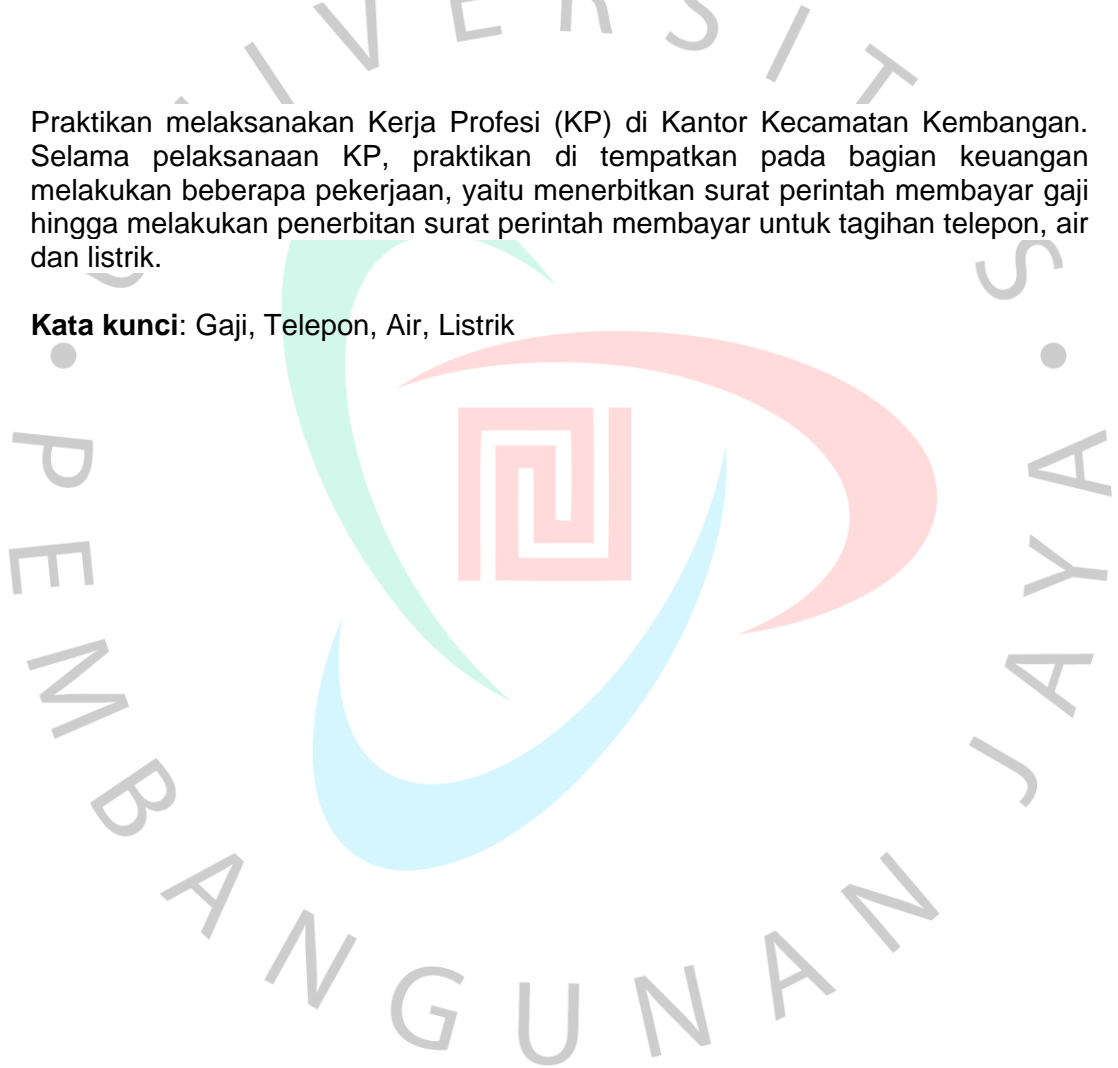 Praktikan melaksanakan Kerja Profesi (KP) di Kantor Kecamatan Kembangan.
Selama pelaksanaan KP, praktikan di tempatkan pada bagian keuangan
melakukan beberapa pekerjaan, yaitu menerbitkan surat perintah membayar gaji
hingga melakukan penerbitan surat perintah membayar untuk tagihan telepon, air
dan listrik.
Kata kunci: Gaji, Telepon, Air, Listrik
PEMBANGUNAN JAYA